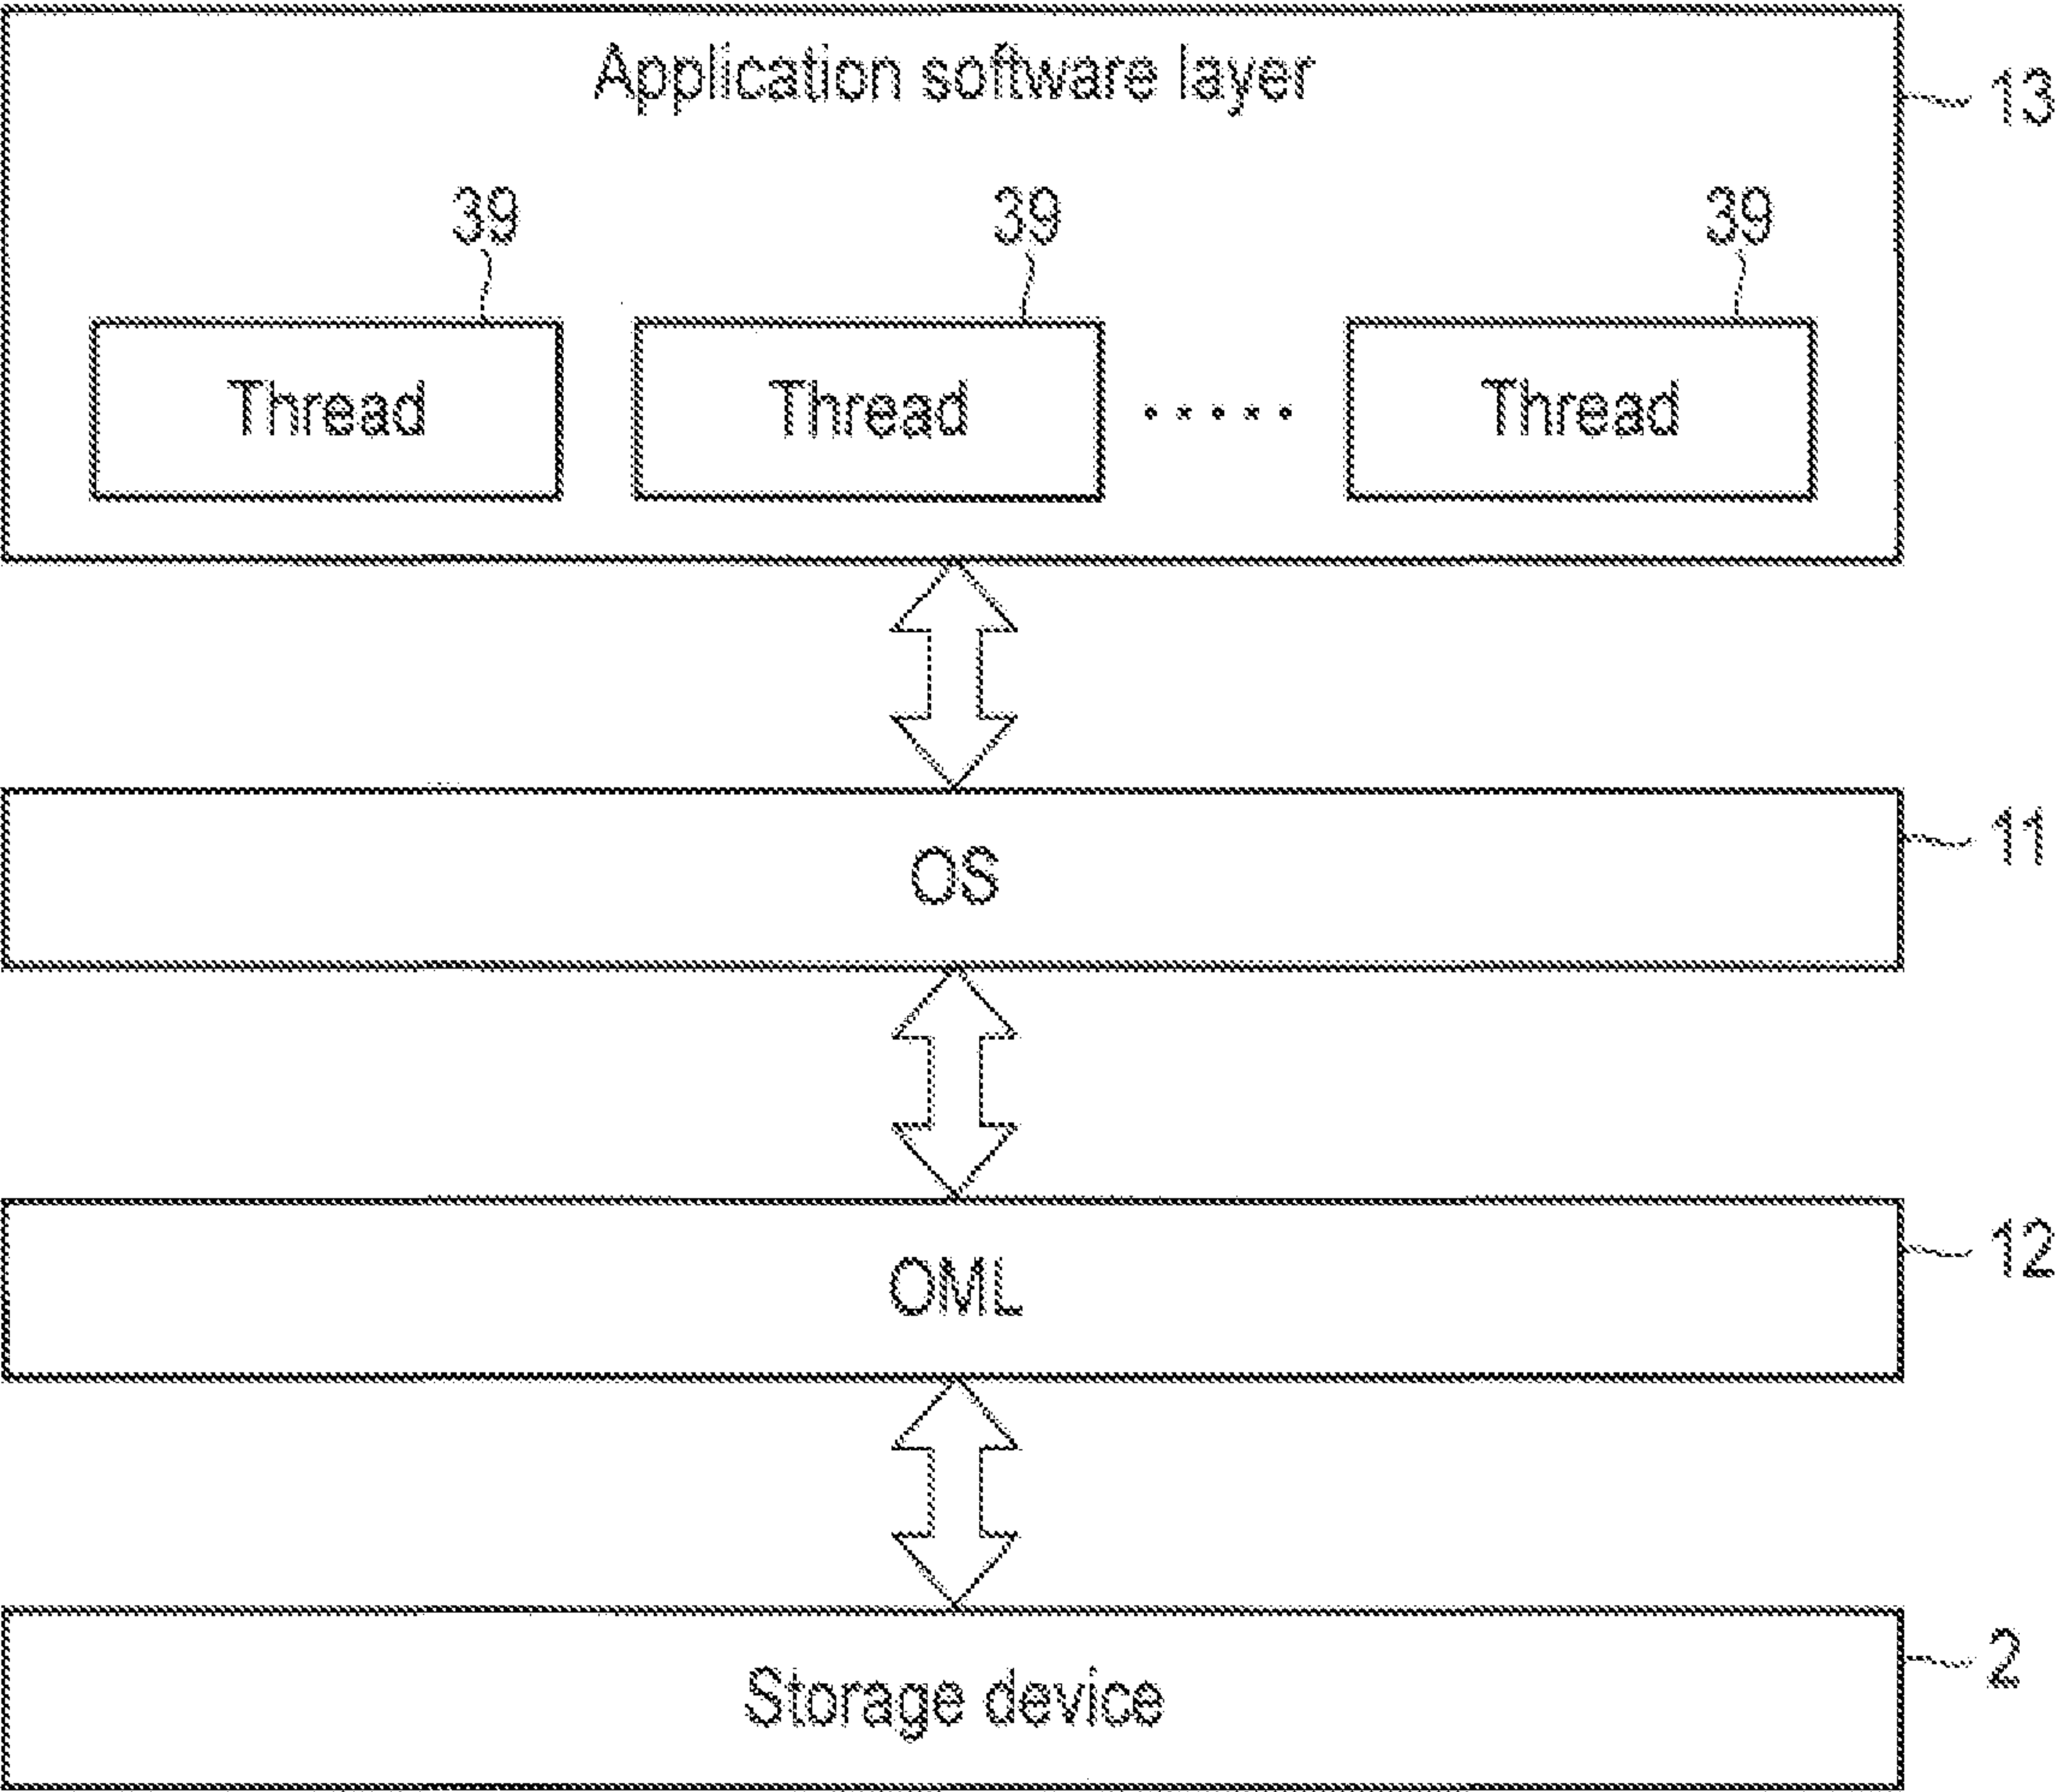 Application software layer
13
39 39 39
Thread Thread ..... Thread
OS
11
OML
12
Storage device
2